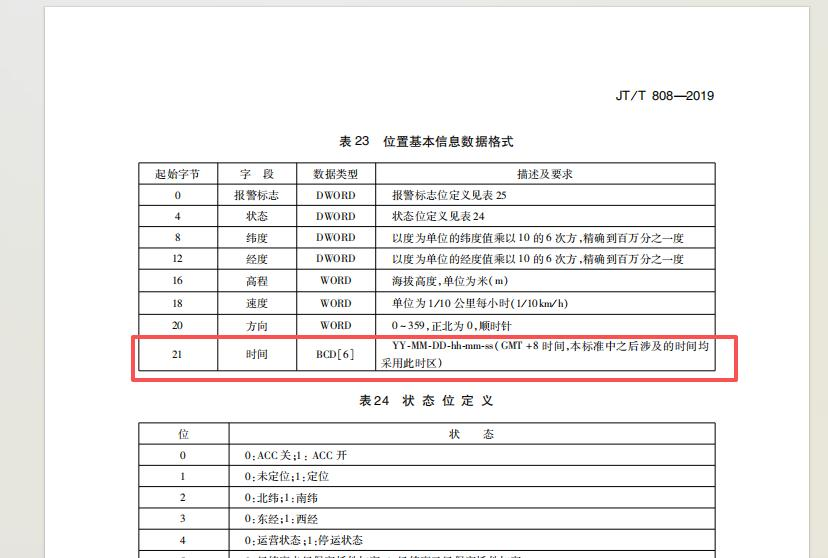 JT/T 808—2019
表 23 位置基本信息数据格式
起始字节 字 段 数据类型 描述及要求
0 报警标志 DWORD 报警标志位定义见表 25
4 状态 DWORD 状态位定义见表 24
8 纬度 DWORD 以度为单位的纬度值乘以 10 的 6 次方,精确到百万分之一度
12 经度 DWORD 以度为单位的经度值乘以 10 的 6 次方,精确到百万分之一度
16 高程 WORD 海拔高度,单位为米(m)
18 速度 WORD 单位为 1/10 公里每小时(1/10km/h)
20 方向 WORD 0~359,正北为 0,顺时针
21 时间 BCD[6] YY-MM-DD-hh-mm-ss(GMT +8 时间,本标准中之后涉及的时间均
采用此时区)
表 24 状 态 位 定 义
位 状 态
0 0:ACC 关;1: ACC 开
1 0:未定位;1:定位
2 0:北纬;1:南纬
3 0:东经;1:西经
4 0:运营状态;1:停运状态